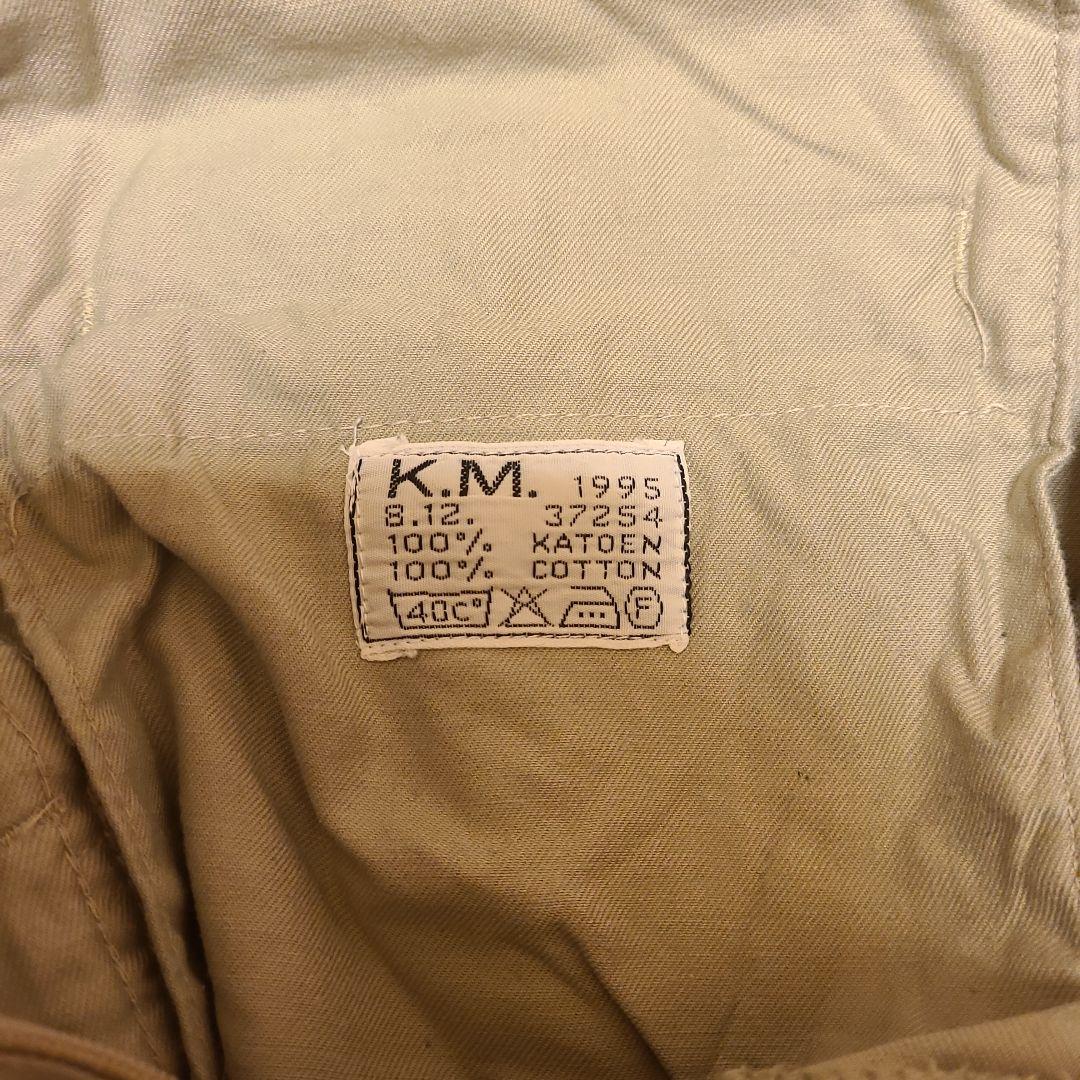 K.M. 1995
8.12. 37254
100% KATOEN
100% COTTON
40C° F